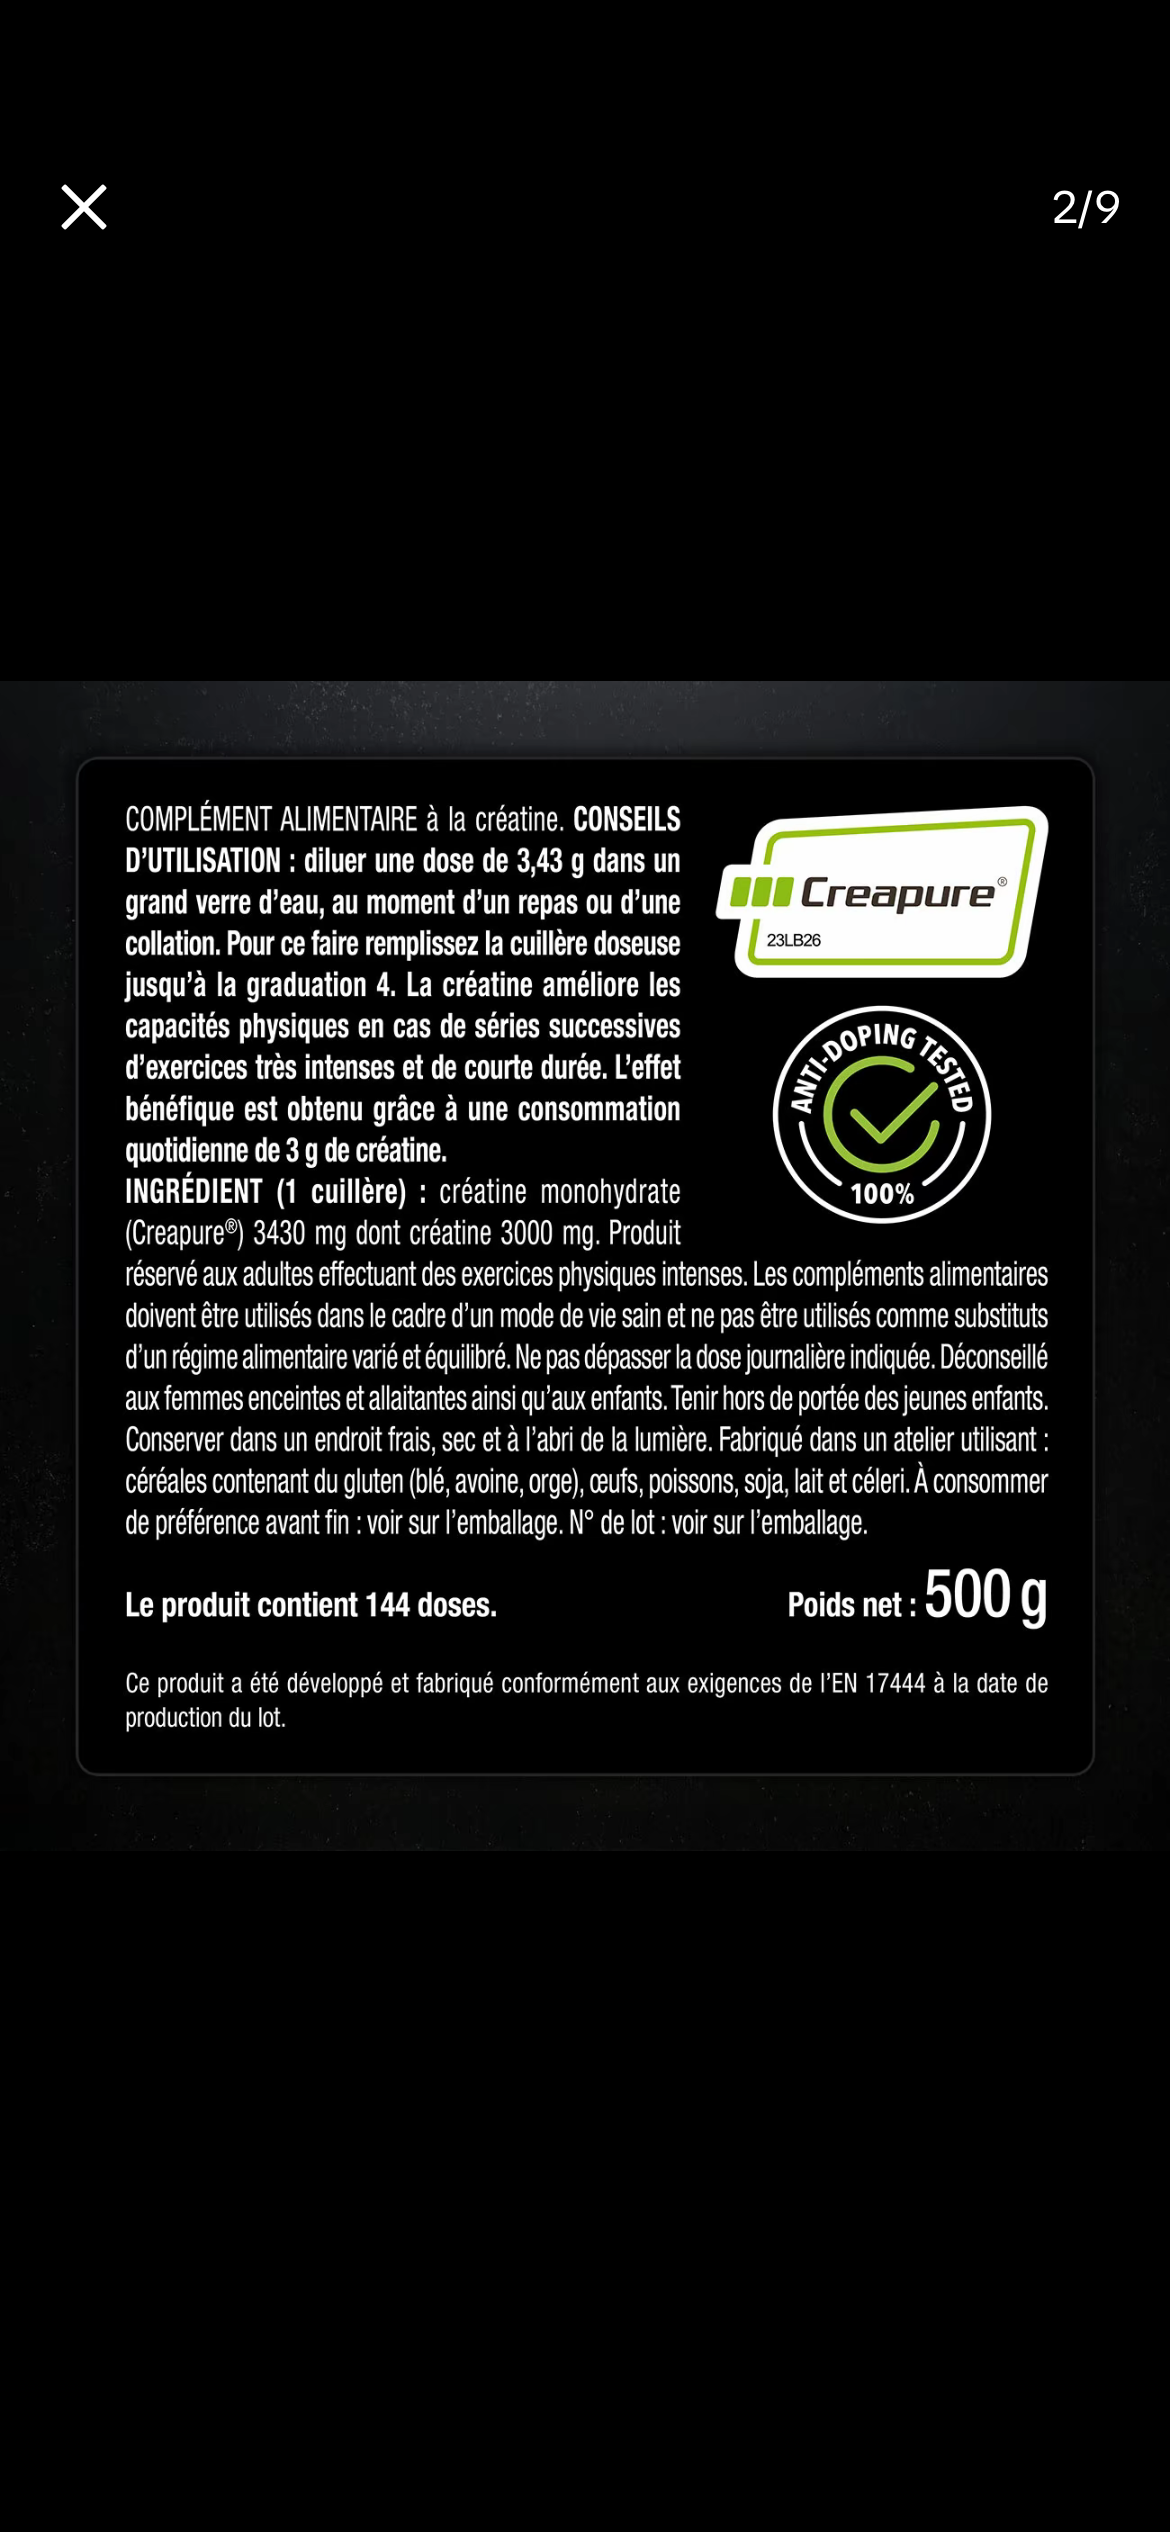 2/9
COMPLÉMENT ALIMENTAIRE à la créatine. CONSEILS
D’UTILISATION : diluer une dose de 3,43 g dans un
grand verre d’eau, au moment d’un repas ou d’une
collation. Pour ce faire remplissez la cuillère doseuse
jusqu’à la graduation 4. La créatine améliore les
capacités physiques en cas de séries successives
d’exercices très intenses et de courte durée. L’effet
bénéfique est obtenu grâce à une consommation
quotidienne de 3 g de créatine.
INGRÉDIENT (1 cuillère) : créatine monohydrate
(Creapure®) 3430 mg dont créatine 3000 mg. Produit
réservé aux adultes effectuant des exercices physiques intenses. Les compléments alimentaires
doivent être utilisés dans le cadre d’un mode de vie sain et ne pas être utilisés comme substituts
d’un régime alimentaire varié et équilibré. Ne pas dépasser la dose journalière indiquée. Déconseillé
aux femmes enceintes et allaitantes ainsi qu’aux enfants. Tenir hors de portée des jeunes enfants.
Conserver dans un endroit frais, sec et à l’abri de la lumière. Fabriqué dans un atelier utilisant :
céréales contenant du gluten (blé, avoine, orge), œufs, poissons, soja, lait et céleri. À consommer
de préférence avant fin : voir sur l’emballage. N° de lot : voir sur l’emballage.
Creapure®
23LB26
ANTI-DOPING TESTED
100%
Le produit contient 144 doses.
Poids net : 500 g
Ce produit a été développé et fabriqué conformément aux exigences de l’EN 17444 à la date de
production du lot.